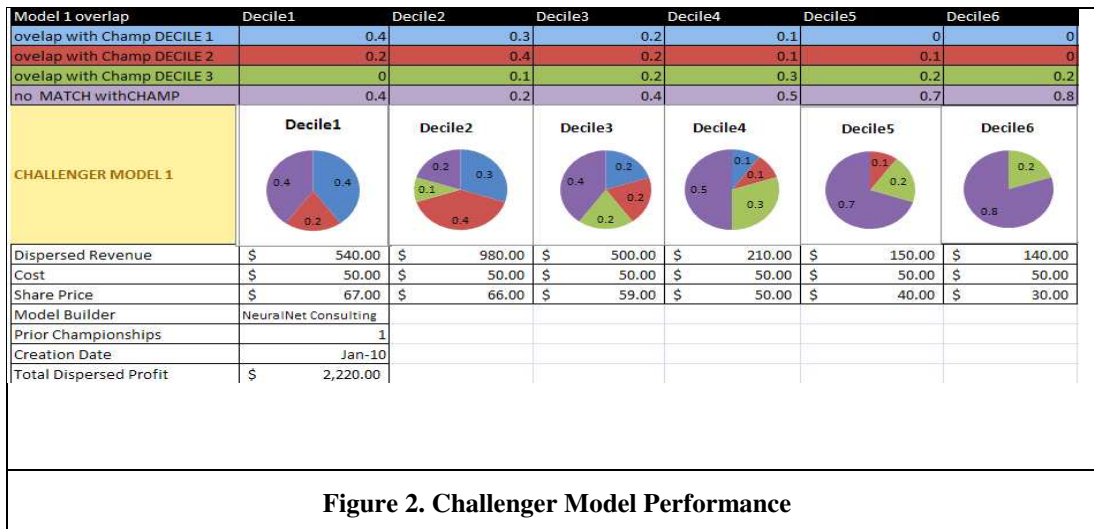 Model 1 overlap Decile1 Decile2 Decile3 Decile4 Decile5 Decile6
ovelap with Champ DECILE 1 0.4 0.3 0.2 0.1 0 0
ovelap with Champ DECILE 2 0.2 0.4 0.2 0.1 0.1 0
ovelap with Champ DECILE 3 0 0.1 0.2 0.3 0.2 0.2
no MATCH withCHAMP 0.4 0.2 0.4 0.5 0.7 0.8
CHALLENGER MODEL 1
Decile1
0.4
0.4
0.2
Decile2
0.2
0.3
0.1
0.4
Decile3
0.2
0.4
0.2
0.2
Decile4
0.1
0.1
0.5
0.3
Decile5
0.1
0.2
0.7
Decile6
0.2
0.8
Dispersed Revenue $ 540.00 $ 980.00 $ 500.00 $ 210.00 $ 150.00 $ 140.00
Cost $ 50.00 $ 50.00 $ 50.00 $ 50.00 $ 50.00 $ 50.00
Share Price $ 67.00 $ 66.00 $ 59.00 $ 50.00 $ 40.00 $ 30.00
Model Builder NeuralNet Consulting
Prior Championships 1
Creation Date Jan-10
Total Dispersed Profit $ 2,220.00
Figure 2. Challenger Model Performance